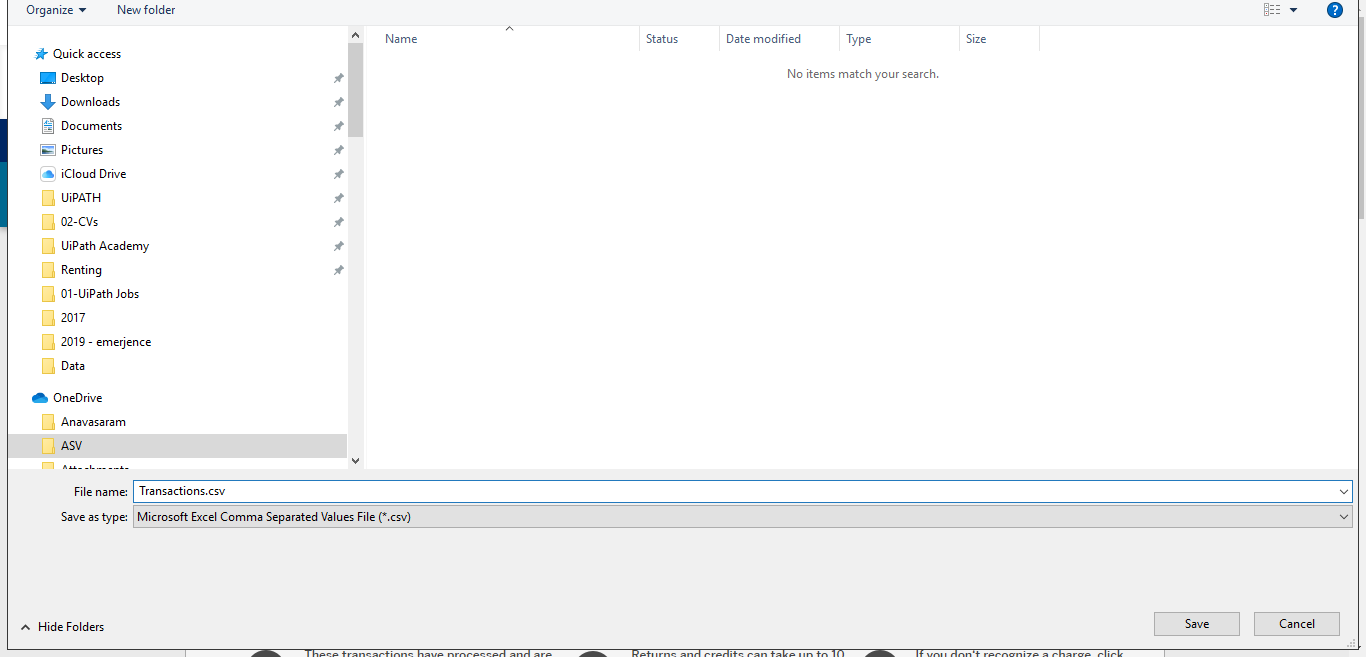 Organize New folder ?
Name Status Date modified Type Size
No items match your search.
Quick access
Desktop
Downloads
Documents
Pictures
iCloud Drive
UiPATH
02-CVs
UiPath Academy
Renting
01-UiPath Jobs
2017
2019 - emerjence
Data
OneDrive
Anavasaram
ASV
Attachments
File name: Transactions.csv
Save as type: Microsoft Excel Comma Separated Values File (*.csv)
Hide Folders Save Cancel
These transactions have processed and are Returns and credits can take up to 10 If you don't recognize a charge, click